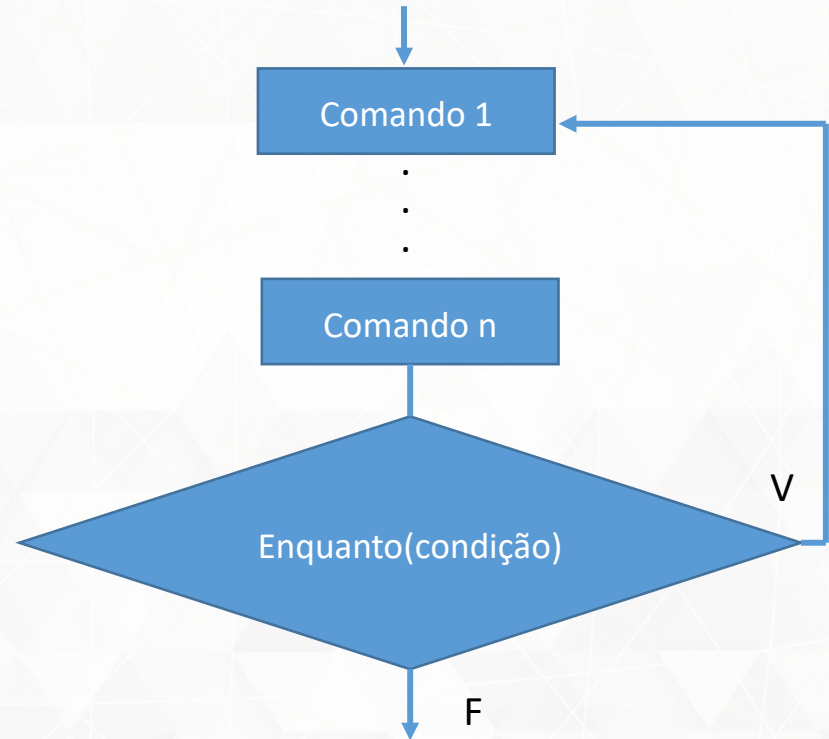 Comando 1
.
.
.
Comando n
V
Enquanto(condição)
F